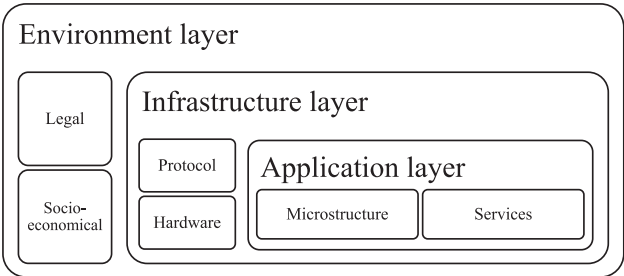 Environment layer
Legal
Socio-
economical
Infrastructure layer
Protocol
Hardware
Application layer
Microstructure
Services